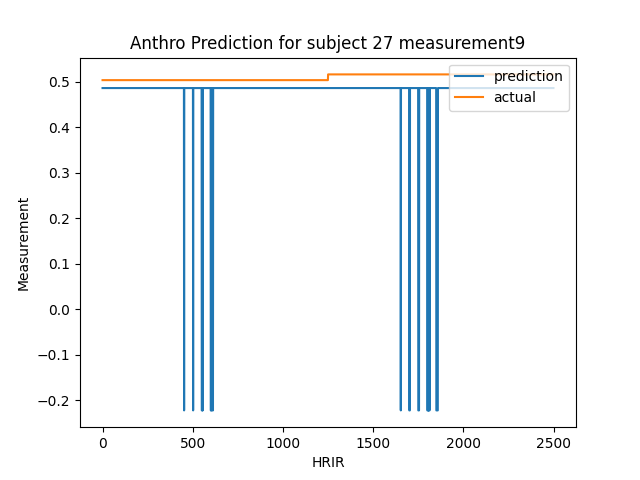 Anthro Prediction for subject 27 measurement9
prediction
actual
0.5
0.4
0.3
0.2
0.1
0.0
−0.1
−0.2
Measurement
0
500
1000
1500
2000
2500
HRIR